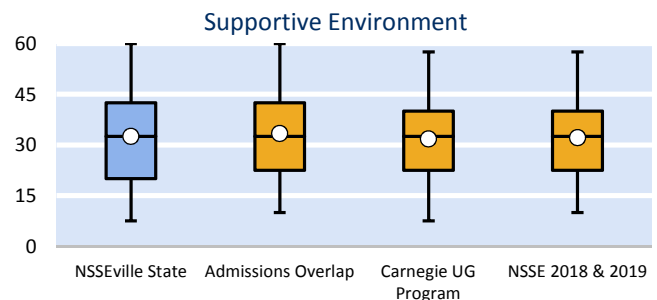 Supportive Environment
60
45
30
15
0
NSSEville State
Admissions Overlap
Carnegie UG
Program
NSSE 2018 & 2019